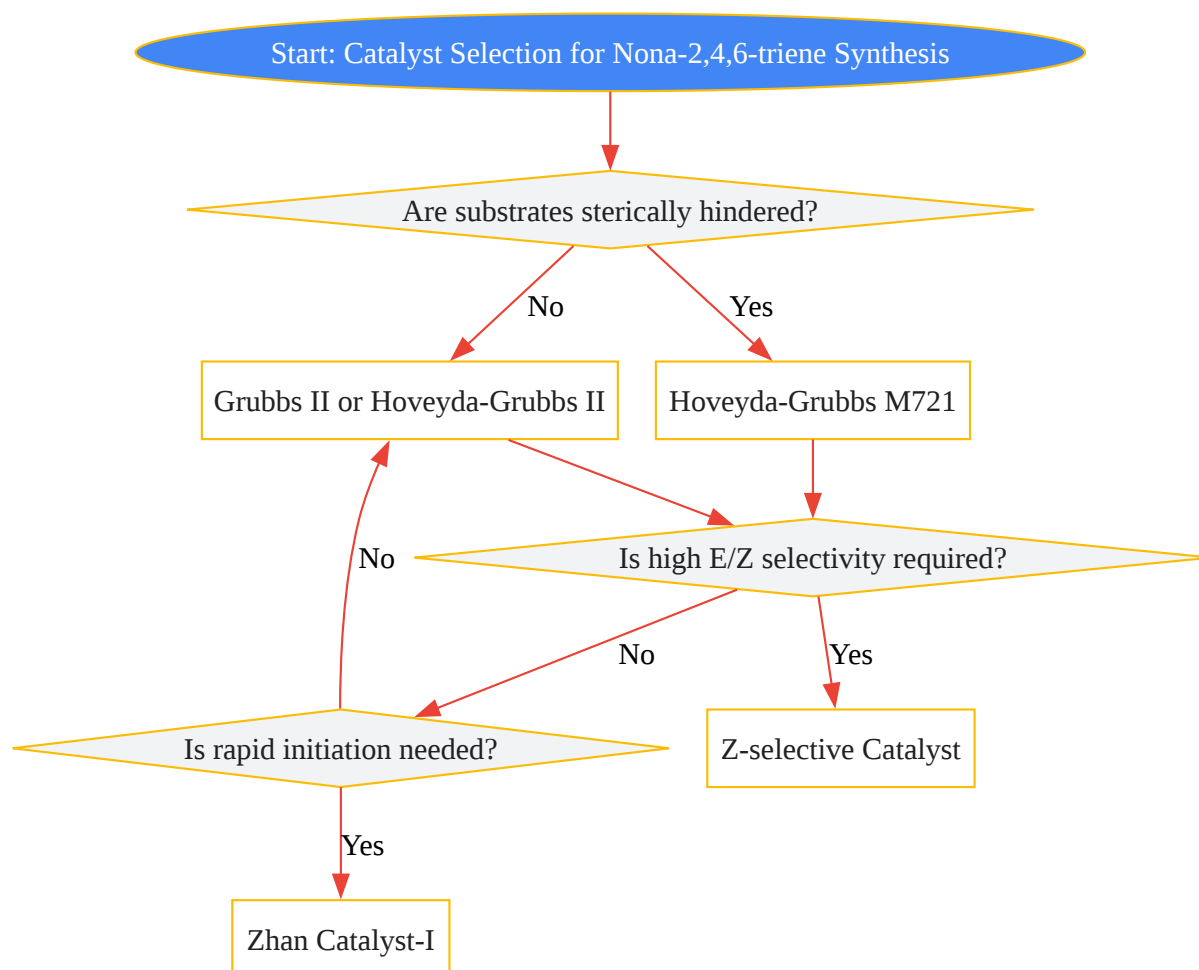 Start: Catalyst Selection for Nona-2,4,6-triene Synthesis
Are substrates sterically hindered?
No
Yes
Grubbs II or Hoveyda-Grubbs II
Hoveyda-Grubbs M721
No
Is high E/Z selectivity required?
No
Yes
Is rapid initiation needed?
Z-selective Catalyst
Yes
Zhan Catalyst-I